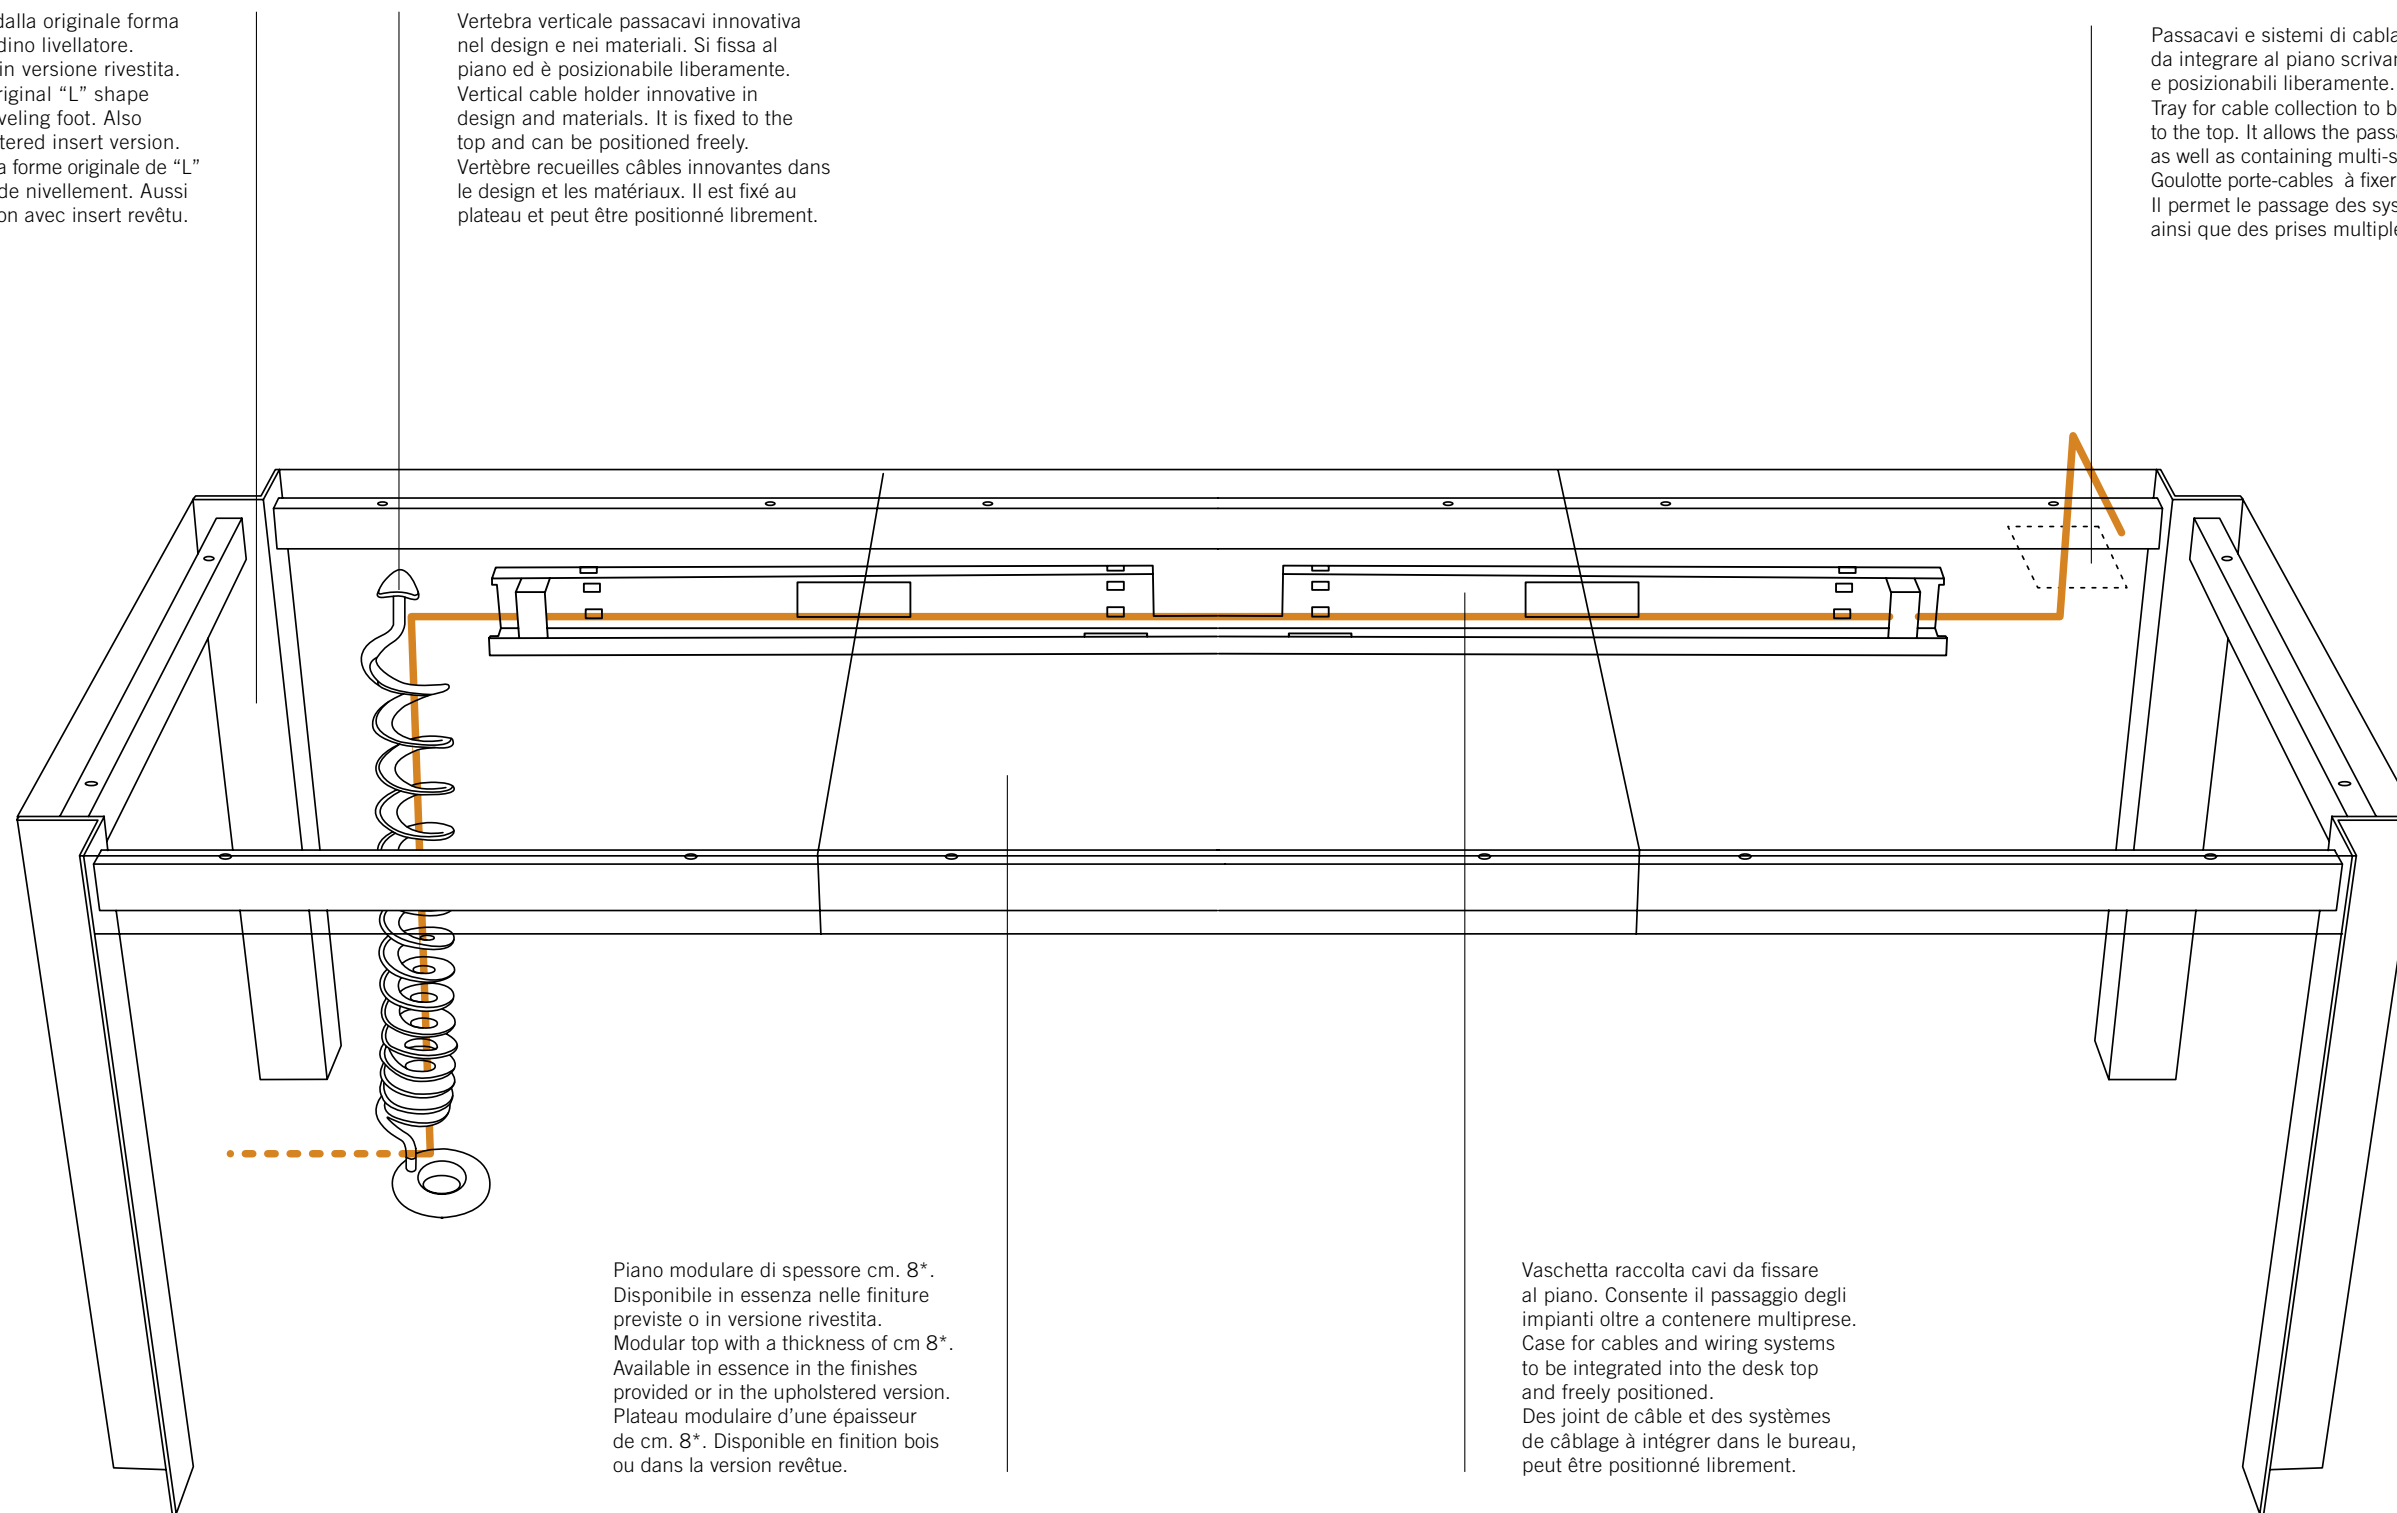 dalla originale forma
livellatore.
in versione rivestita.
“L” shape
foot. Also
insert version.
forme originale de “L”
de nivellement. Aussi
avec insert revêtu.
Vertebra verticale passacavi innovativa
nel design e nei materiali. Si fissa al
piano ed è posizionabile liberamente.
Vertical cable holder innovative in
design and materials. It is fixed to the
top and can be positioned freely.
Vertèbre recueilles câbles innovantes dans
le design et les matériaux. Il est fixé au
plateau et peut être positionné librement.
Passacavi e sistemi di
da integrare al piano
e posizionabili liberamente.
Tray for cable collection to
to the top. It allows the
as well as containing
Goulotte porte-cables à fixer
Il permet le passage des
ainsi que des prises
Piano modulare di spessore cm. 8*.
Disponibile in essenza nelle finiture
previste o in versione rivestita.
Modular top with a thickness of cm 8*.
Available in essence in the finishes
provided or in the upholstered version.
Plateau modulaire d’une épaisseur
de cm. 8*. Disponible en finition bois
ou dans la version revêtue.
Vaschetta raccolta cavi da fissare
al piano. Consente il passaggio degli
impianti oltre a contenere multiprese.
Case for cables and wiring systems
to be integrated into the desk top
and freely positioned.
Des joint de câble et des systèmes
de câblage à intégrer dans le bureau,
peut être positionné librement.